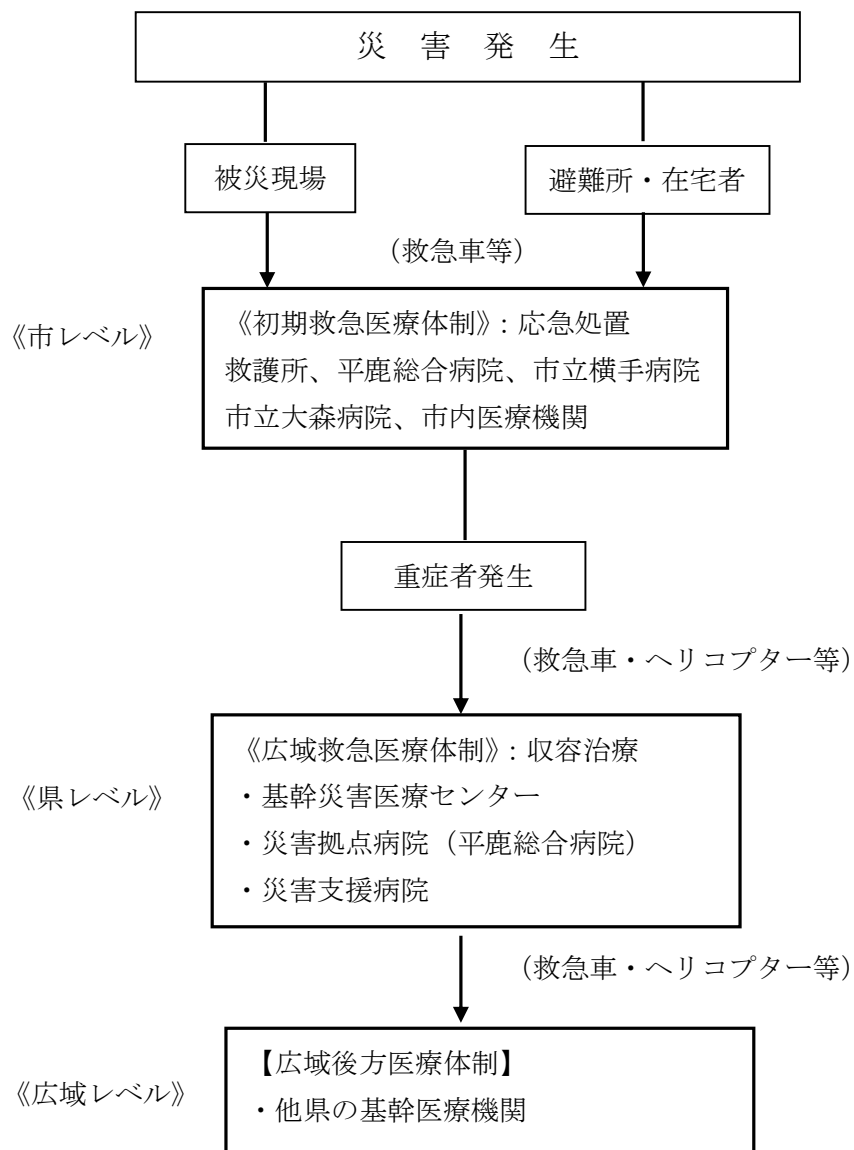 災 害 発 生
被災現場
避難所・在宅者
(救急車等)
《市レベル》
《初期救急医療体制》：応急処置
救護所、平鹿総合病院、市立横手病院
市立大森病院、市内医療機関
重症者発生
(救急車・ヘリコプター等)
《県レベル》
《広域救急医療体制》：収容治療
・基幹災害医療センター
・災害拠点病院（平鹿総合病院）
・災害支援病院
(救急車・ヘリコプター等)
《広域レベル》
【広域後方医療体制】
・他県の基幹医療機関